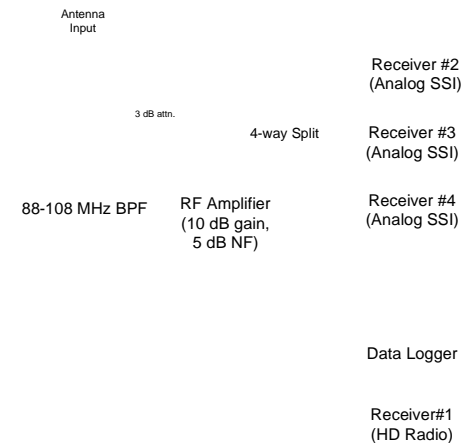 Antenna
Input
Receiver #2
(Analog SSI)
3 dB attn.
4-way Split
Receiver #3
(Analog SSI)
88-108 MHz BPF
RF Amplifier
(10 dB gain,
5 dB NF)
Receiver #4
(Analog SSI)
Data Logger
Receiver#1
(HD Radio)